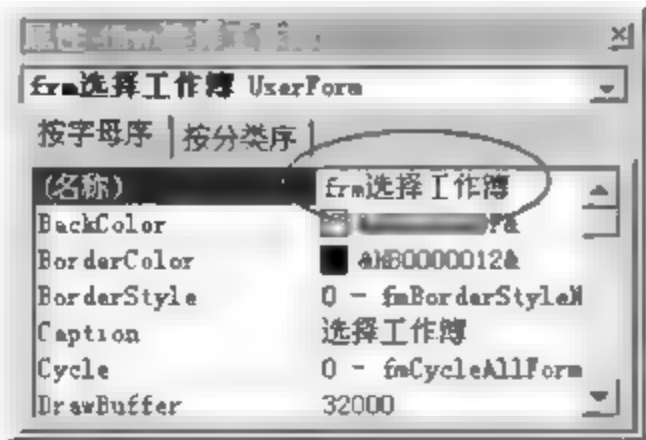 属性
frm选择工作簿 UserForm
按字母序 按分类序
(名称) frm选择工作簿
BackColor
BorderColor &H80000012&
BorderStyle 0 - fmBorderStyleN
Caption 选择工作簿
Cycle 0 - fmCycleAllForm
DrawBuffer 32000